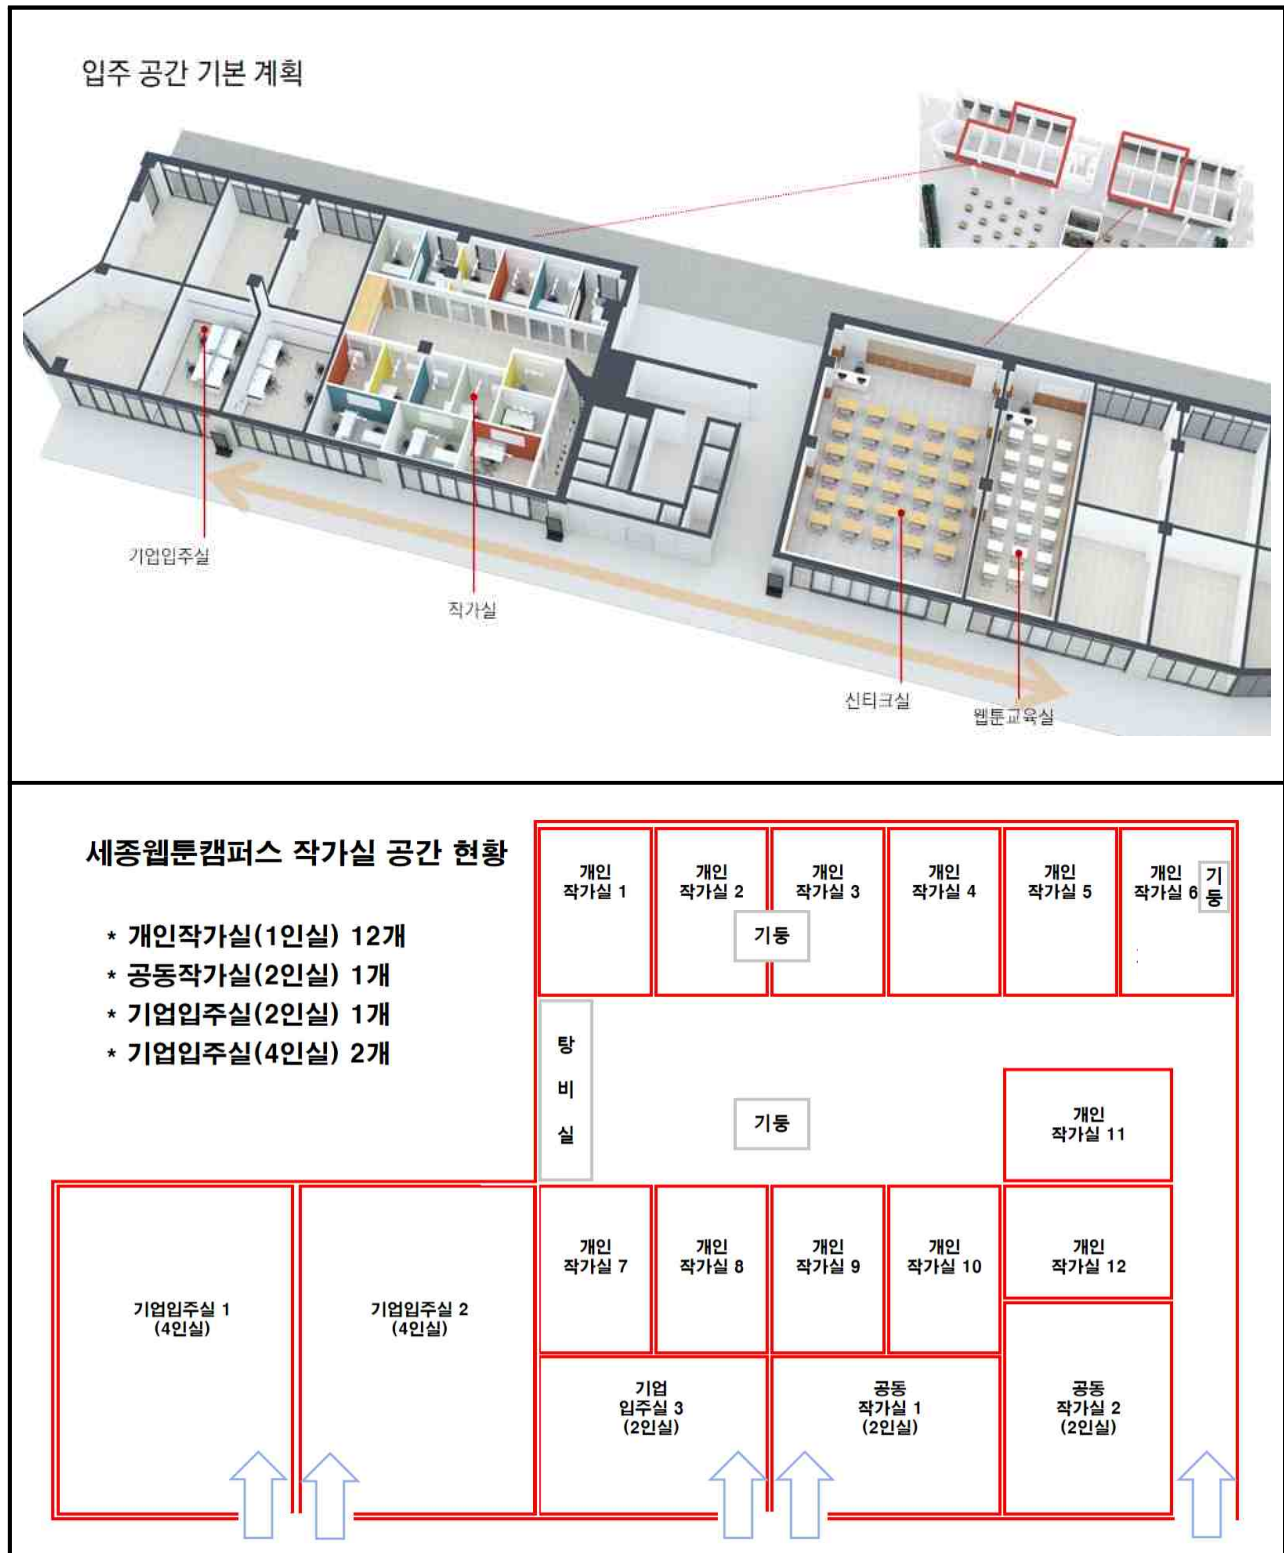 입주 공간 기본 계획
기업입주실
작가실
신티크실
웹툰교육실
세종웹툰캠퍼스 작가실 공간 현황
* 개인작가실(1인실) 12개
* 공동작가실(2인실) 1개
* 기업입주실(2인실) 1개
* 기업입주실(4인실) 2개
개인
작가실 1
개인
작가실 2
개인
작가실 3
개인
작가실 4
개인
작가실 5
개인
작가실 6
기
둥
기둥
탕
비
실
기둥
개인
작가실 11
개인
작가실 7
개인
작가실 8
개인
작가실 9
개인
작가실 10
개인
작가실 12
기업입주실 1
(4인실)
기업입주실 2
(4인실)
기업
입주실 3
(2인실)
공동
작가실 1
(2인실)
공동
작가실 2
(2인실)